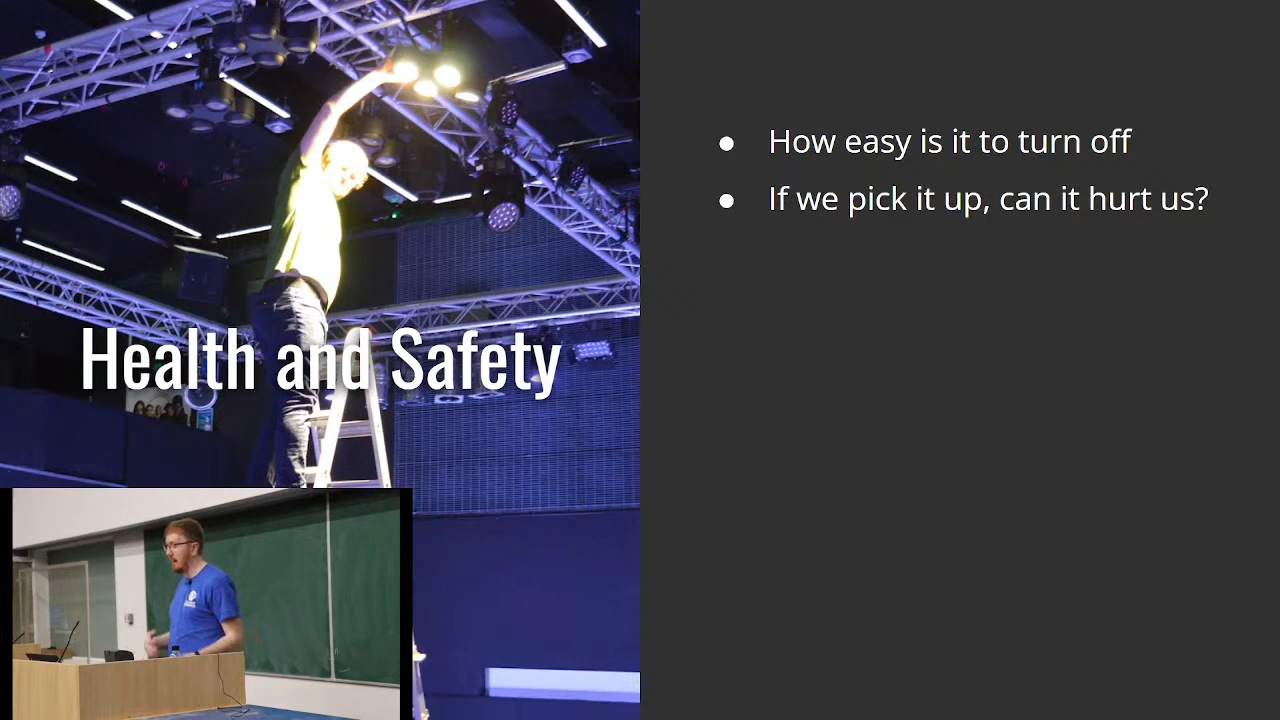 Health and Safety
How easy is it to turn off
If we pick it up, can it hurt us?